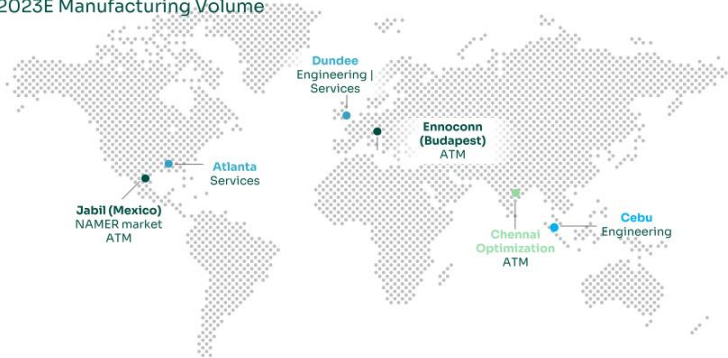 2023E Manufacturing Volume
Dundee
Engineering |
Services
Ennoconn
(Budapest)
ATM
Atlanta
Services
Jabil (Mexico)
NAMER market
ATM
Chennai
Optimization
ATM
Cebu
Engineering